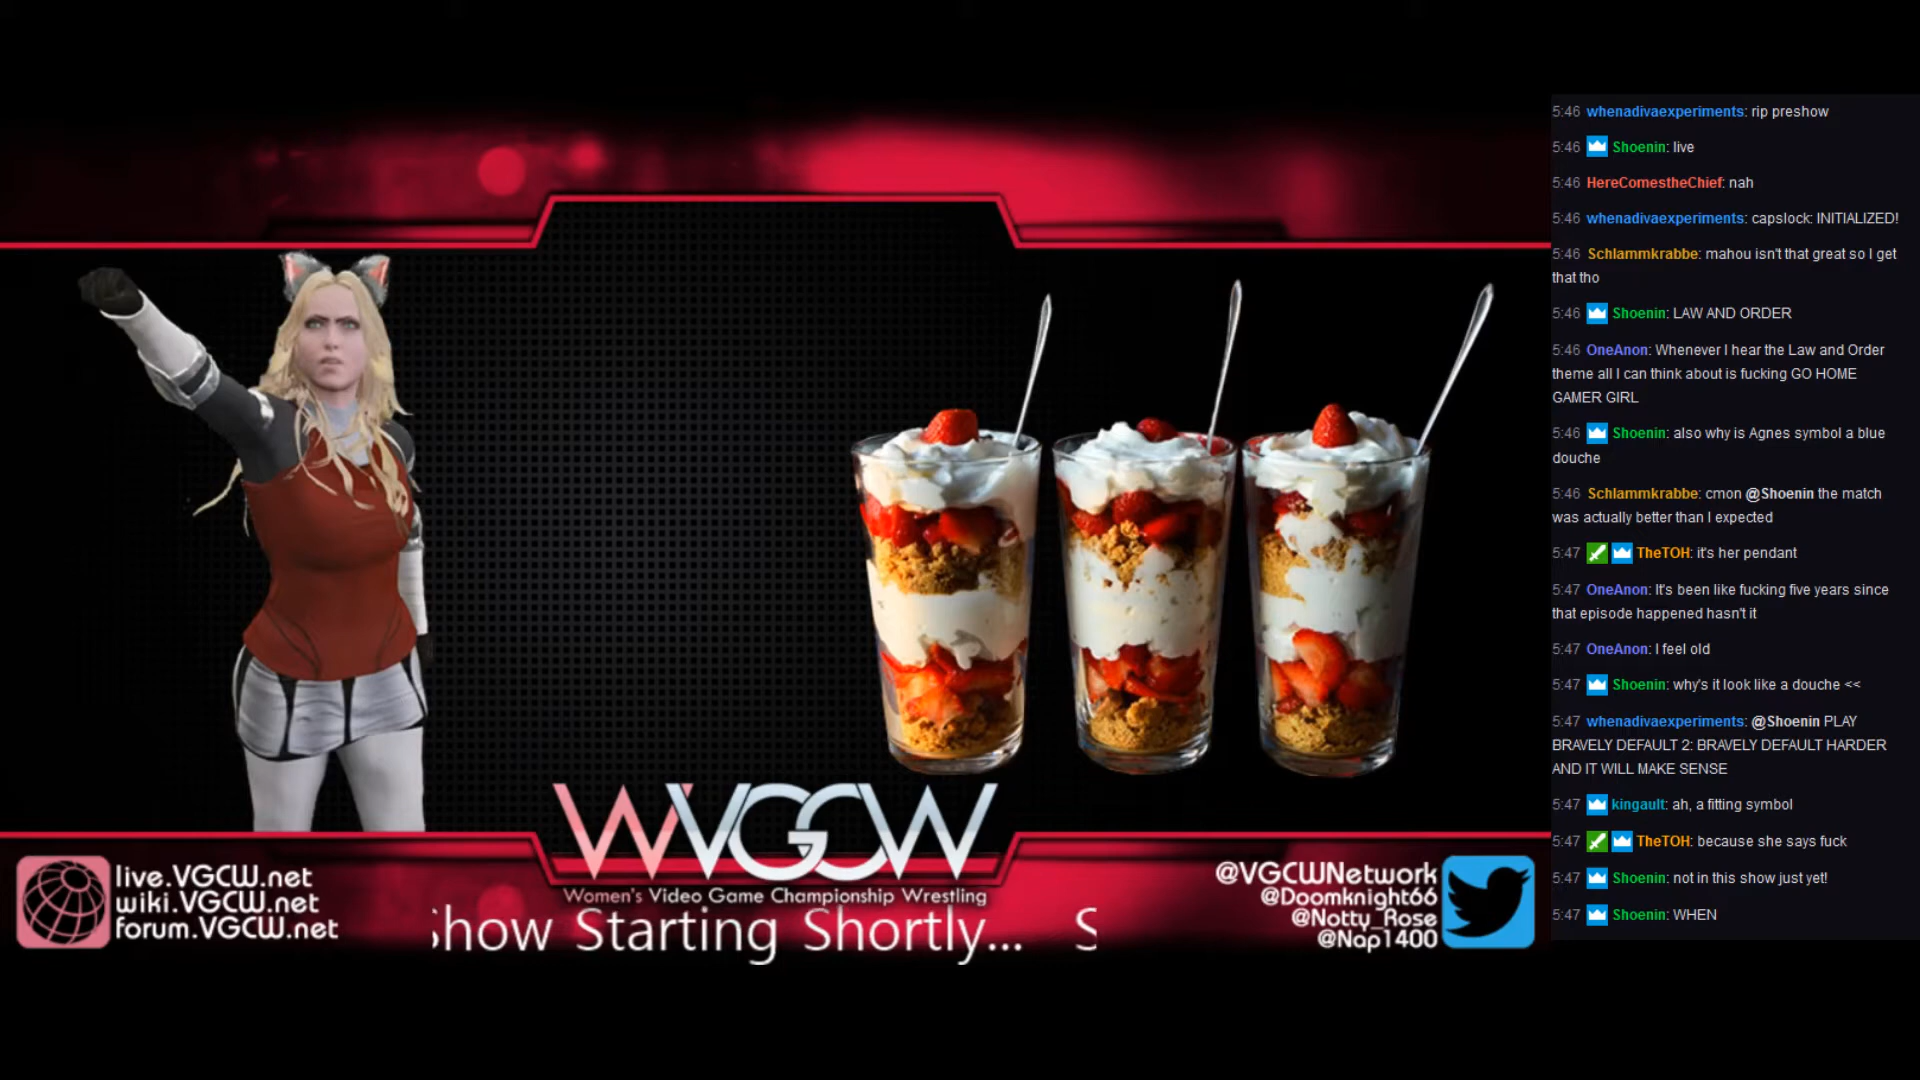 5:46 whenadivaexperiments: rip preshow
5:46 Shoenin: live
5:46 HereComestheChief: nah
5:46 whenadivaexperiments: capslock: INITIALIZED!
5:46 Schlammkrabbe: mahou isn't that great so I get
that tho
5:46 Shoenin: LAW AND ORDER
5:46 OneAnon: Whenever I hear the Law and Order
theme all I can think about is fucking GO HOME
GAMER GIRL
5:46 Shoenin: also why is Agnes symbol a blue
douche
5:46 Schlammkrabbe: cmon @Shoenin the match
was actually better than I expected
5:47 TheTOH: it's her pendant
5:47 OneAnon: It's been like fucking five years since
that episode happened hasn't it
5:47 OneAnon: I feel old
5:47 Shoenin: why's it look like a douche <<
5:47 whenadivaexperiments: @Shoenin PLAY
BRAVELY DEFAULT 2: BRAVELY DEFAULT HARDER
AND IT WILL MAKE SENSE
5:47 kingault: ah, a fitting symbol
5:47 TheTOH: because she says fuck
5:47 Shoenin: not in this show just yet!
5:47 Shoenin: WHEN
WVGCW
Women's Video Game Championship Wrestling
Show Starting Shortly... S
live.VGCW.net
wiki.VGCW.net
forum.VGCW.net
@VGCWNetwork
@Doomknight66
@Notty_Rose
@Nap1400